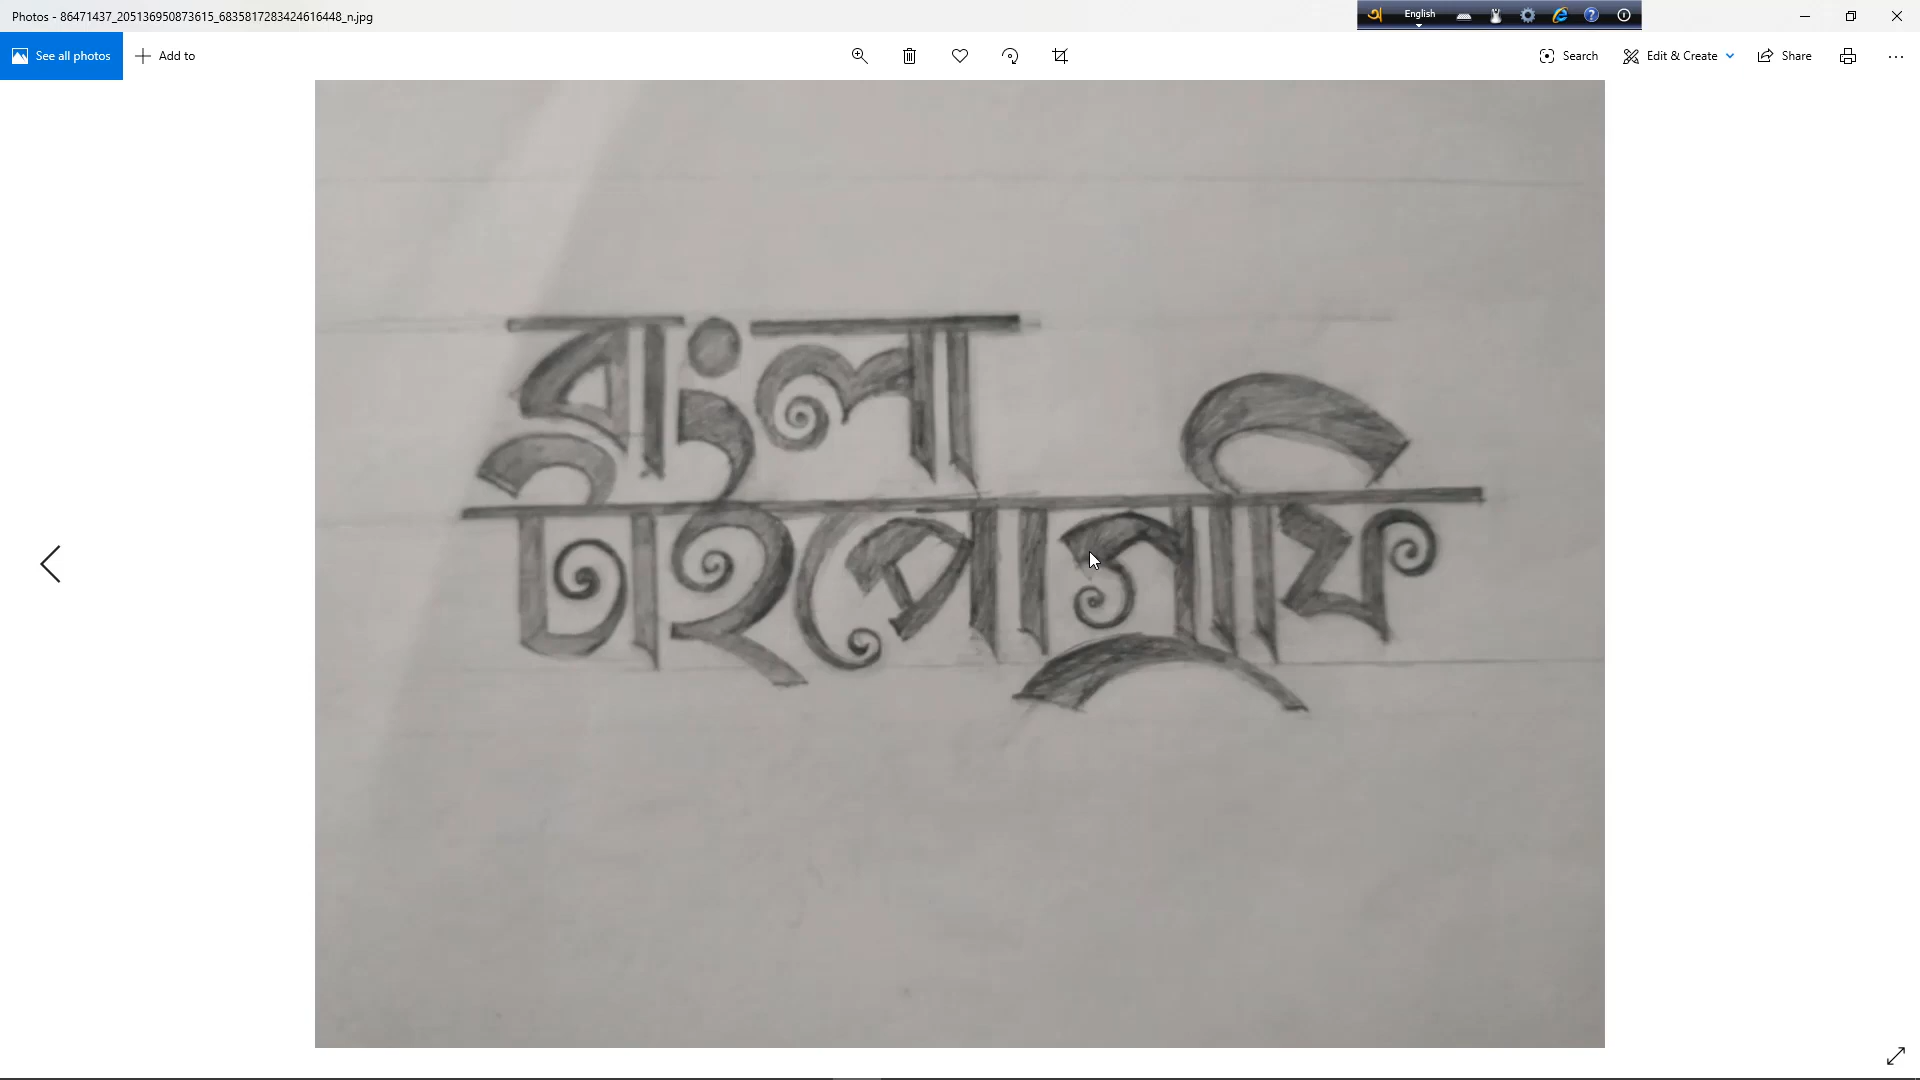 Photos - 86471437_205136950873615_6835817283424616448_n.jpg
English
See all photos
Add to
Search
Edit & Create
Share
বাংলা
টাইপোগ্রাফি